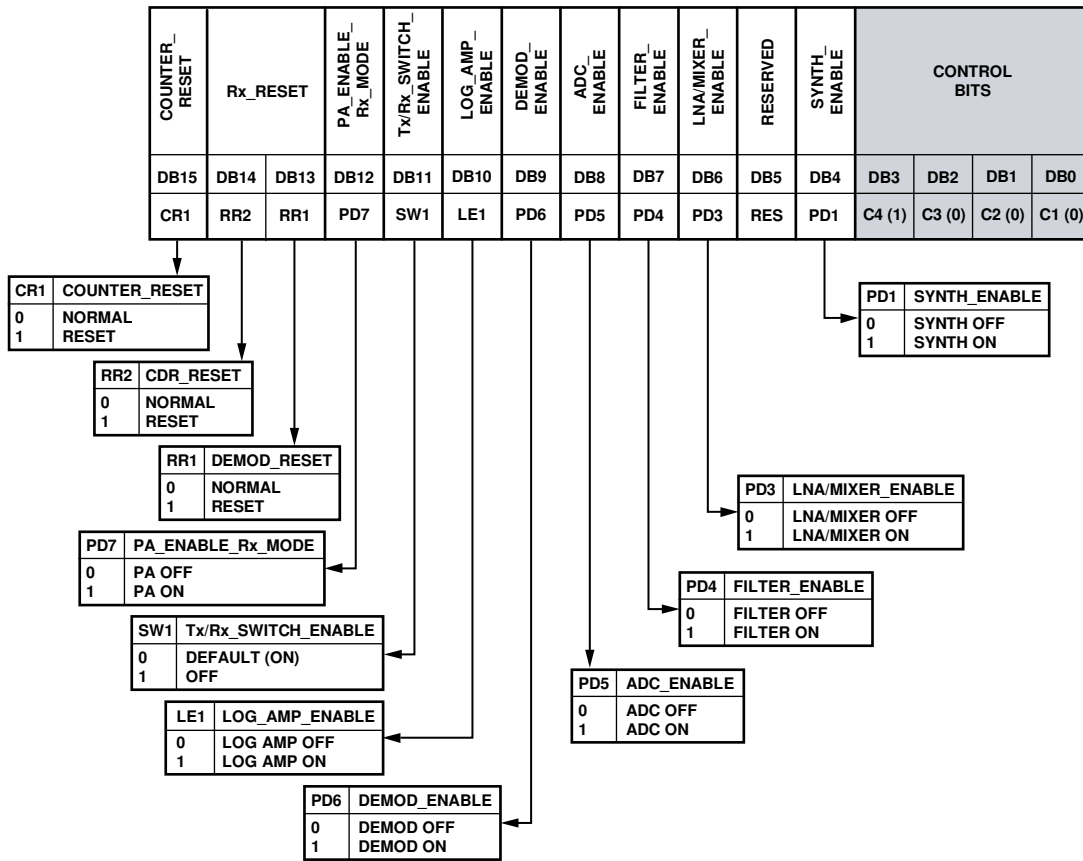 COUNTER_
RESET
Rx_RESET
PA_ENABLE_
Rx_MODE
Tx/Rx_SWITCH_
ENABLE
LOG_AMP_
ENABLE
DEMOD_
ENABLE
ADC_
ENABLE
FILTER_
ENABLE
LNA/MIXER_
ENABLE
RESERVED
SYNTH_
ENABLE
CONTROL
BITS
DB15 DB14 DB13 DB12 DB11 DB10 DB9 DB8 DB7 DB6 DB5 DB4 DB3 DB2 DB1 DB0
CR1 RR2 RR1 PD7 SW1 LE1 PD6 PD5 PD4 PD3 RES PD1 C4 (1) C3 (0) C2 (0) C1 (0)
CR1 COUNTER_RESET
0 NORMAL
1 RESET
PD1 SYNTH_ENABLE
0 SYNTH OFF
1 SYNTH ON
RR2 CDR_RESET
0 NORMAL
1 RESET
RR1 DEMOD_RESET
0 NORMAL
1 RESET
PD3 LNA/MIXER_ENABLE
0 LNA/MIXER OFF
1 LNA/MIXER ON
PD7 PA_ENABLE_Rx_MODE
0 PA OFF
1 PA ON
PD4 FILTER_ENABLE
0 FILTER OFF
1 FILTER ON
SW1 Tx/Rx_SWITCH_ENABLE
0 DEFAULT (ON)
1 OFF
PD5 ADC_ENABLE
0 ADC OFF
1 ADC ON
LE1 LOG_AMP_ENABLE
0 LOG AMP OFF
1 LOG AMP ON
PD6 DEMOD_ENABLE
0 DEMOD OFF
1 DEMOD ON